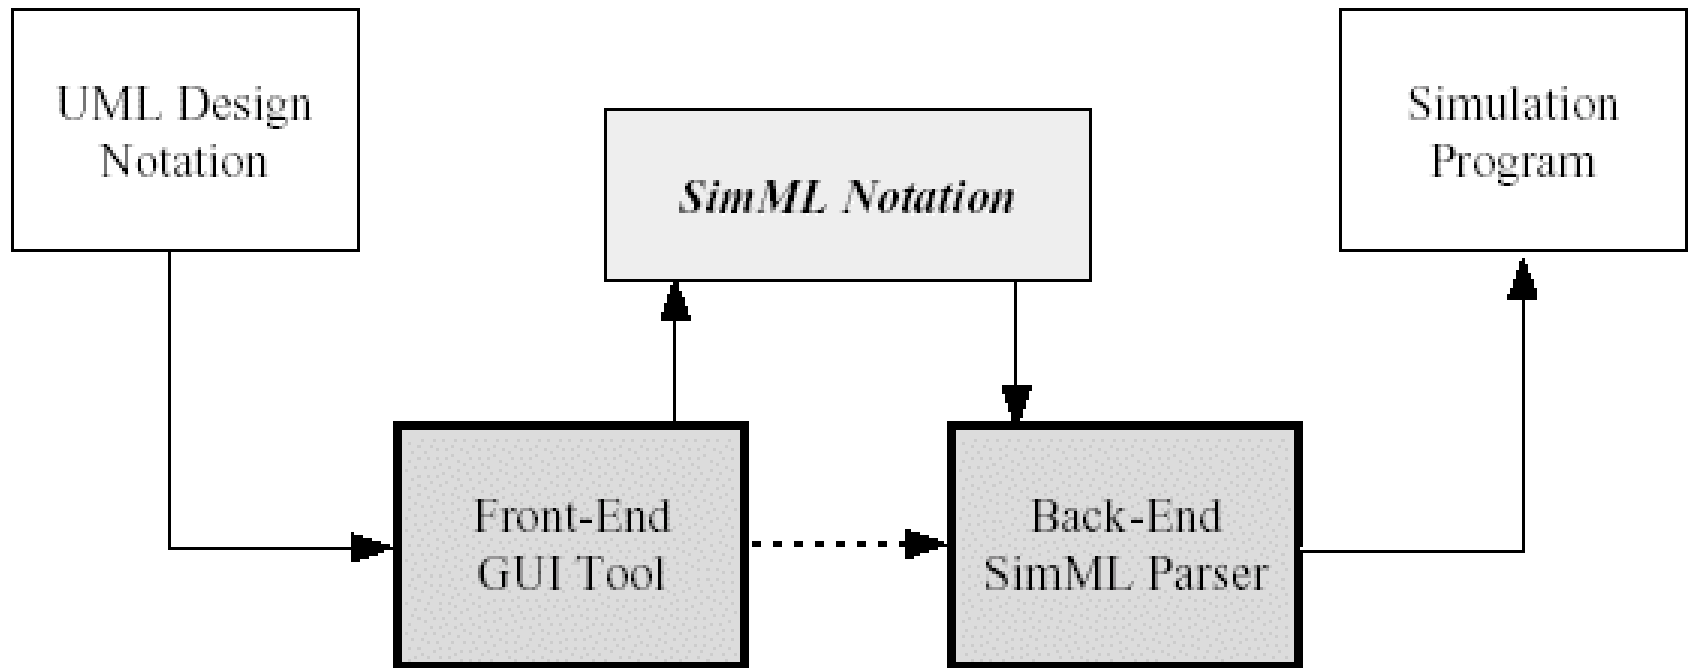 UML Design
Notation
SimML Notation
Simulation
Program
Front-End
GUI Tool
Back-End
SimML Parser